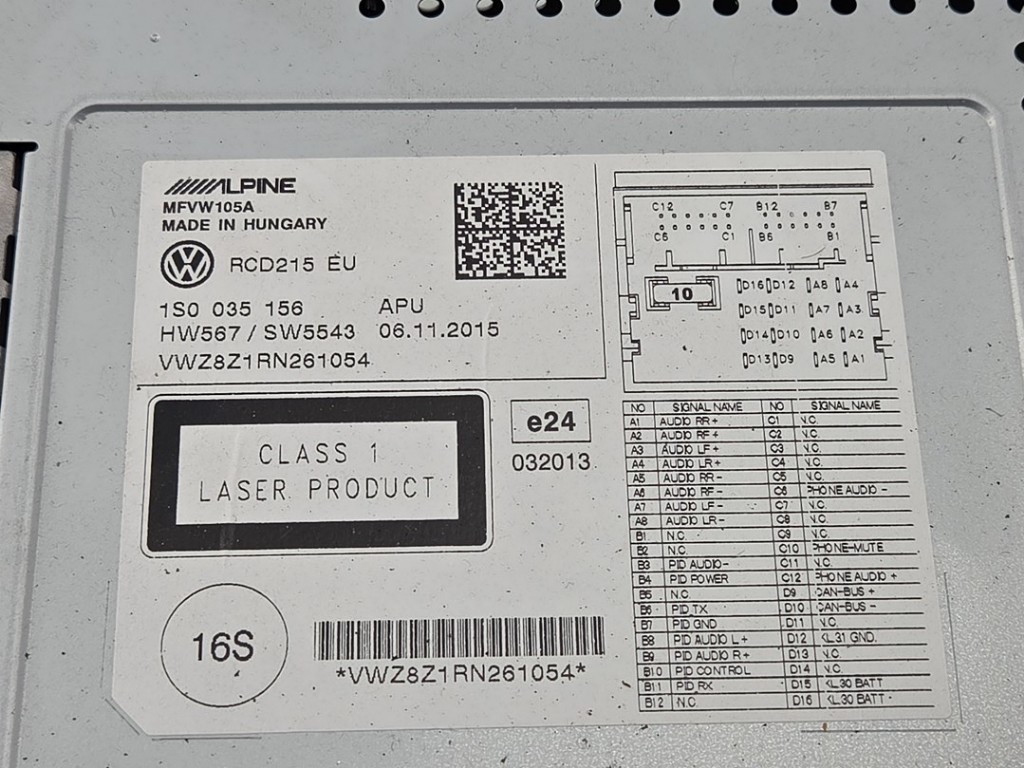 ALPINE
MFVW105A
MADE IN HUNGARY
RCD215 EU
1S0 035 156 APU
HW567 / SW5543 06.11.2015
VWZ8Z1RN261054
CLASS 1
LASER PRODUCT
e24
032013
16S
*VWZ8Z1RN261054*
C12 C7 B12 B7
C6 C1 B6 B1
10
D16 D12 A8 A4
D15 D11 A7 A3
D14 D10 A6 A2
D13 D9 A5 A1
NO SIGNAL NAME NO SIGNAL NAME
A1 AUDIO RR+ C1 N.C.
A2 AUDIO RF+ C2 N.C.
A3 AUDIO LF+ C3 N.C.
A4 AUDIO LR+ C4 N.C.
A5 AUDIO RR- C5 N.C.
A6 AUDIO RF- C6 PHONE AUDIO -
A7 AUDIO LF- C7 N.C.
A8 AUDIO LR- C8 N.C.
B1 N.C. C9 N.C.
B2 N.C. C10 PHONE-MUTE
B3 PID AUDIO- C11 N.C.
B4 PID POWER C12 PHONE AUDIO +
B5 N.C. D9 CAN-BUS +
B6 PID TX D10 CAN-BUS -
B7 PID GND D11 N.C.
B8 PID AUDIO L+ D12 KL31 GND.
B9 PID AUDIO R+ D13 N.C.
B10 PID CONTROL D14 N.C.
B11 PID RX D15 KL30 BATT
B12 N.C. D16 KL30 BATT.